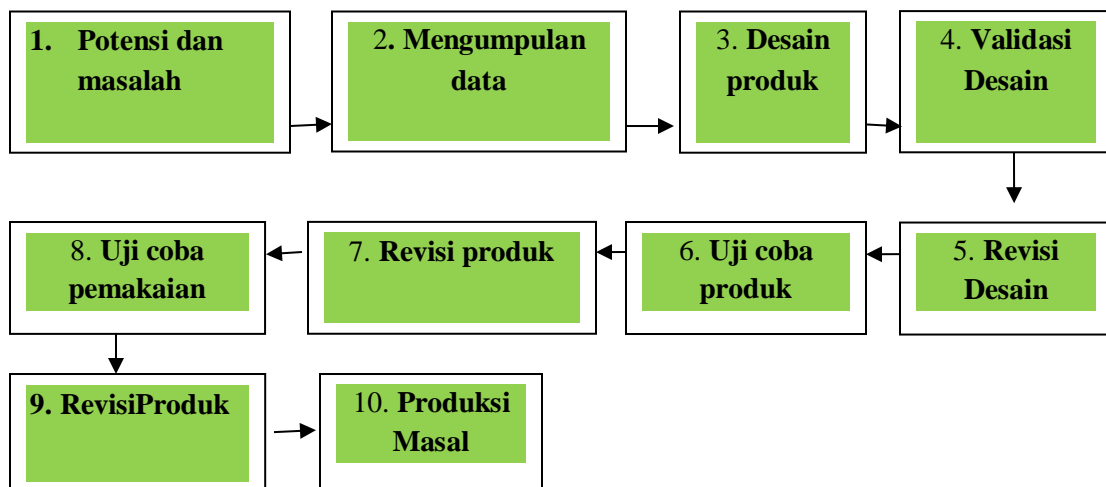 1. Potensi dan
masalah
2. Mengumpulan
data
3. Desain
produk
4. Validasi
Desain
5. Revisi
Desain
6. Uji coba
produk
7. Revisi produk
8. Uji coba
pemakaian
9. RevisiProduk
10. Produksi
Masal